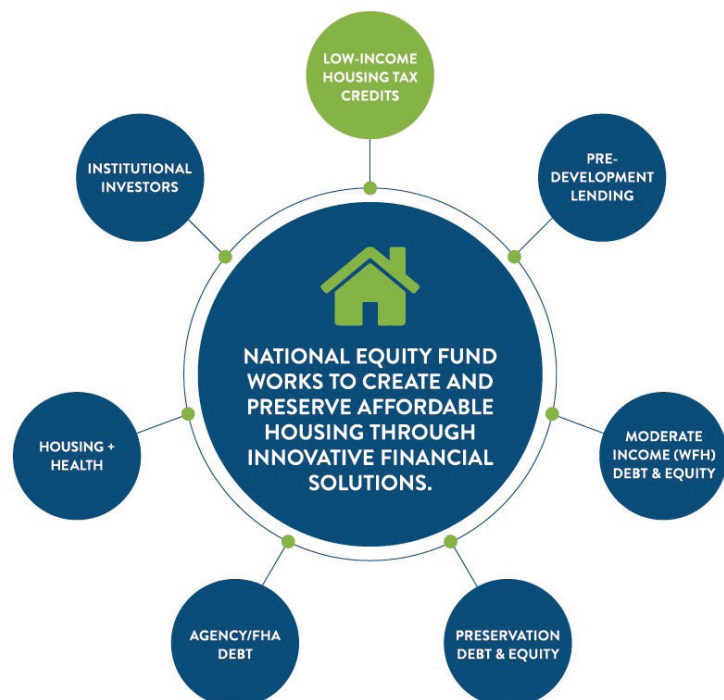 LOW-INCOME
HOUSING TAX
CREDITS
PRE-
DEVELOPMENT
LENDING
MODERATE
INCOME (WFH)
DEBT & EQUITY
PRESERVATION
DEBT & EQUITY
AGENCY/FHA
DEBT
HOUSING +
HEALTH
INSTITUTIONAL
INVESTORS
NATIONAL EQUITY FUND
WORKS TO CREATE AND
PRESERVE AFFORDABLE
HOUSING THROUGH
INNOVATIVE FINANCIAL
SOLUTIONS.